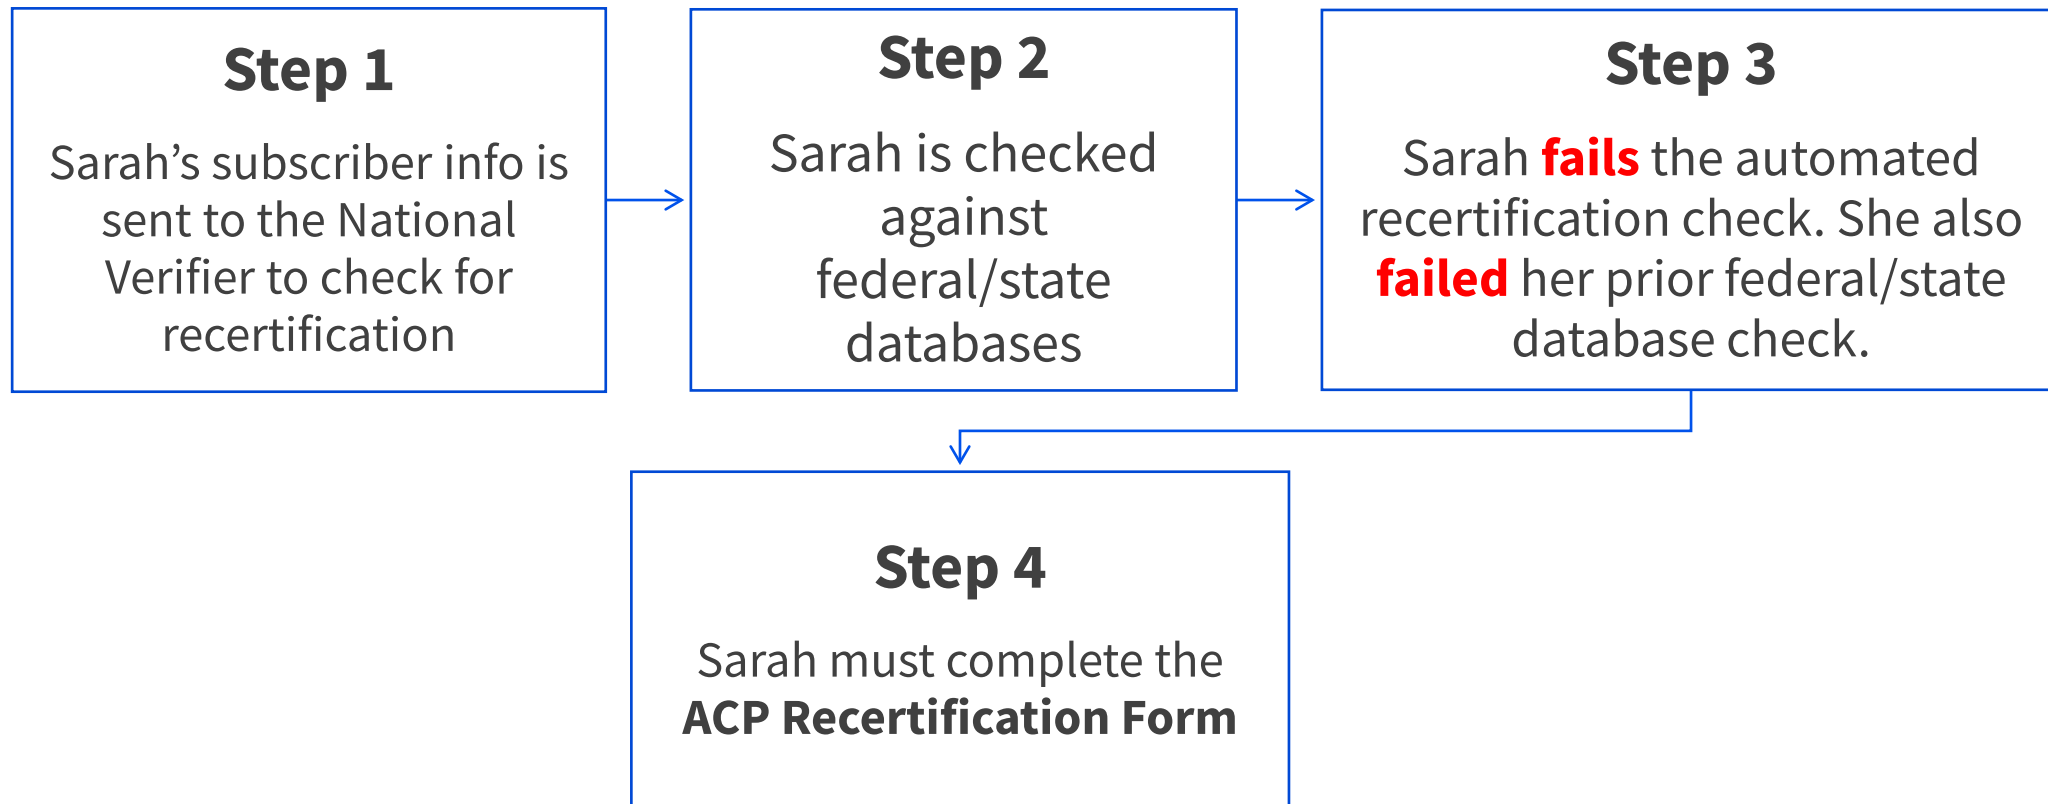 Step 1
Sarah’s subscriber info is
sent to the National
Verifier to check for
recertification
Step 2
Sarah is checked
against
federal/state
databases
Step 3
Sarah fails the automated
recertification check. She also
failed her prior federal/state
database check.
Step 4
Sarah must complete the
ACP Recertification Form